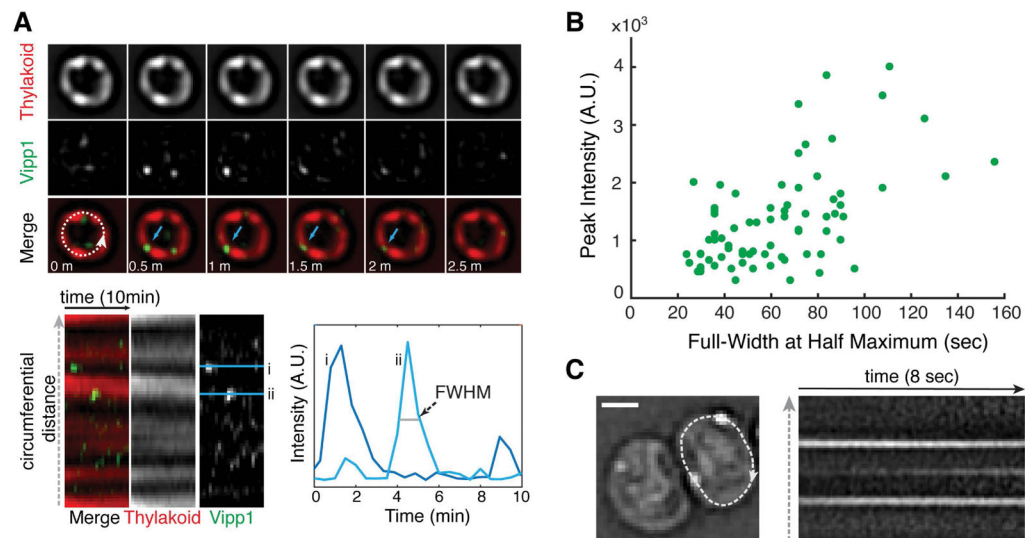 A
Thylakoid
Vipp1
Merge
0 m
0.5 m
1 m
1.5 m
2 m
2.5 m
time (10min)
circumferential
distance
i
ii
Merge
Thylakoid
Vipp1
Intensity (A.U.)
i
ii
FWHM
0
2
4
6
8
10
Time (min)
B
x10³
Peak Intensity (A.U.)
4
3
2
1
0
0
20
40
60
80
100
120
140
160
Full-Width at Half Maximum (sec)
C
time (8 sec)